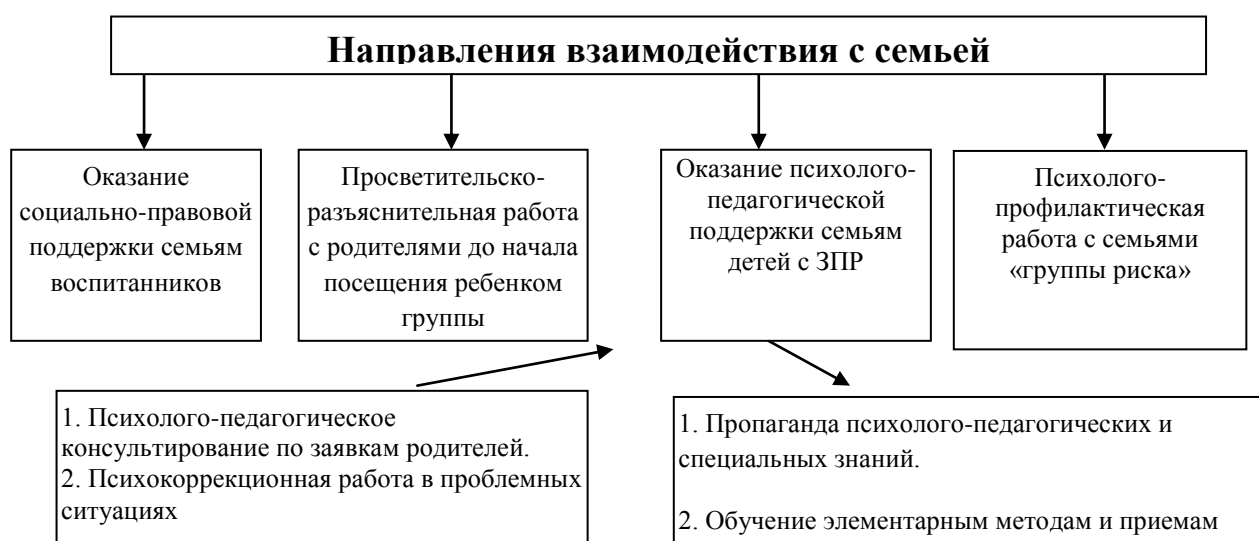 Направления взаимодействия с семьей
Оказание
социально-правовой
поддержки семьям
воспитанников
Просветительско-
разъяснительная работа
с родителями до начала
посещения ребенком
группы
Оказание психолого-
педагогической
поддержки семьям
детей с ЗПР
Психолого-
профилактическая
работа с семьями
«группы риска»
1. Психолого-педагогическое
консультирование по заявкам родителей.
2. Психокоррекционная работа в проблемных
ситуациях
1. Пропаганда психолого-педагогических и
специальных знаний.
2. Обучение элементарным методам и приемам